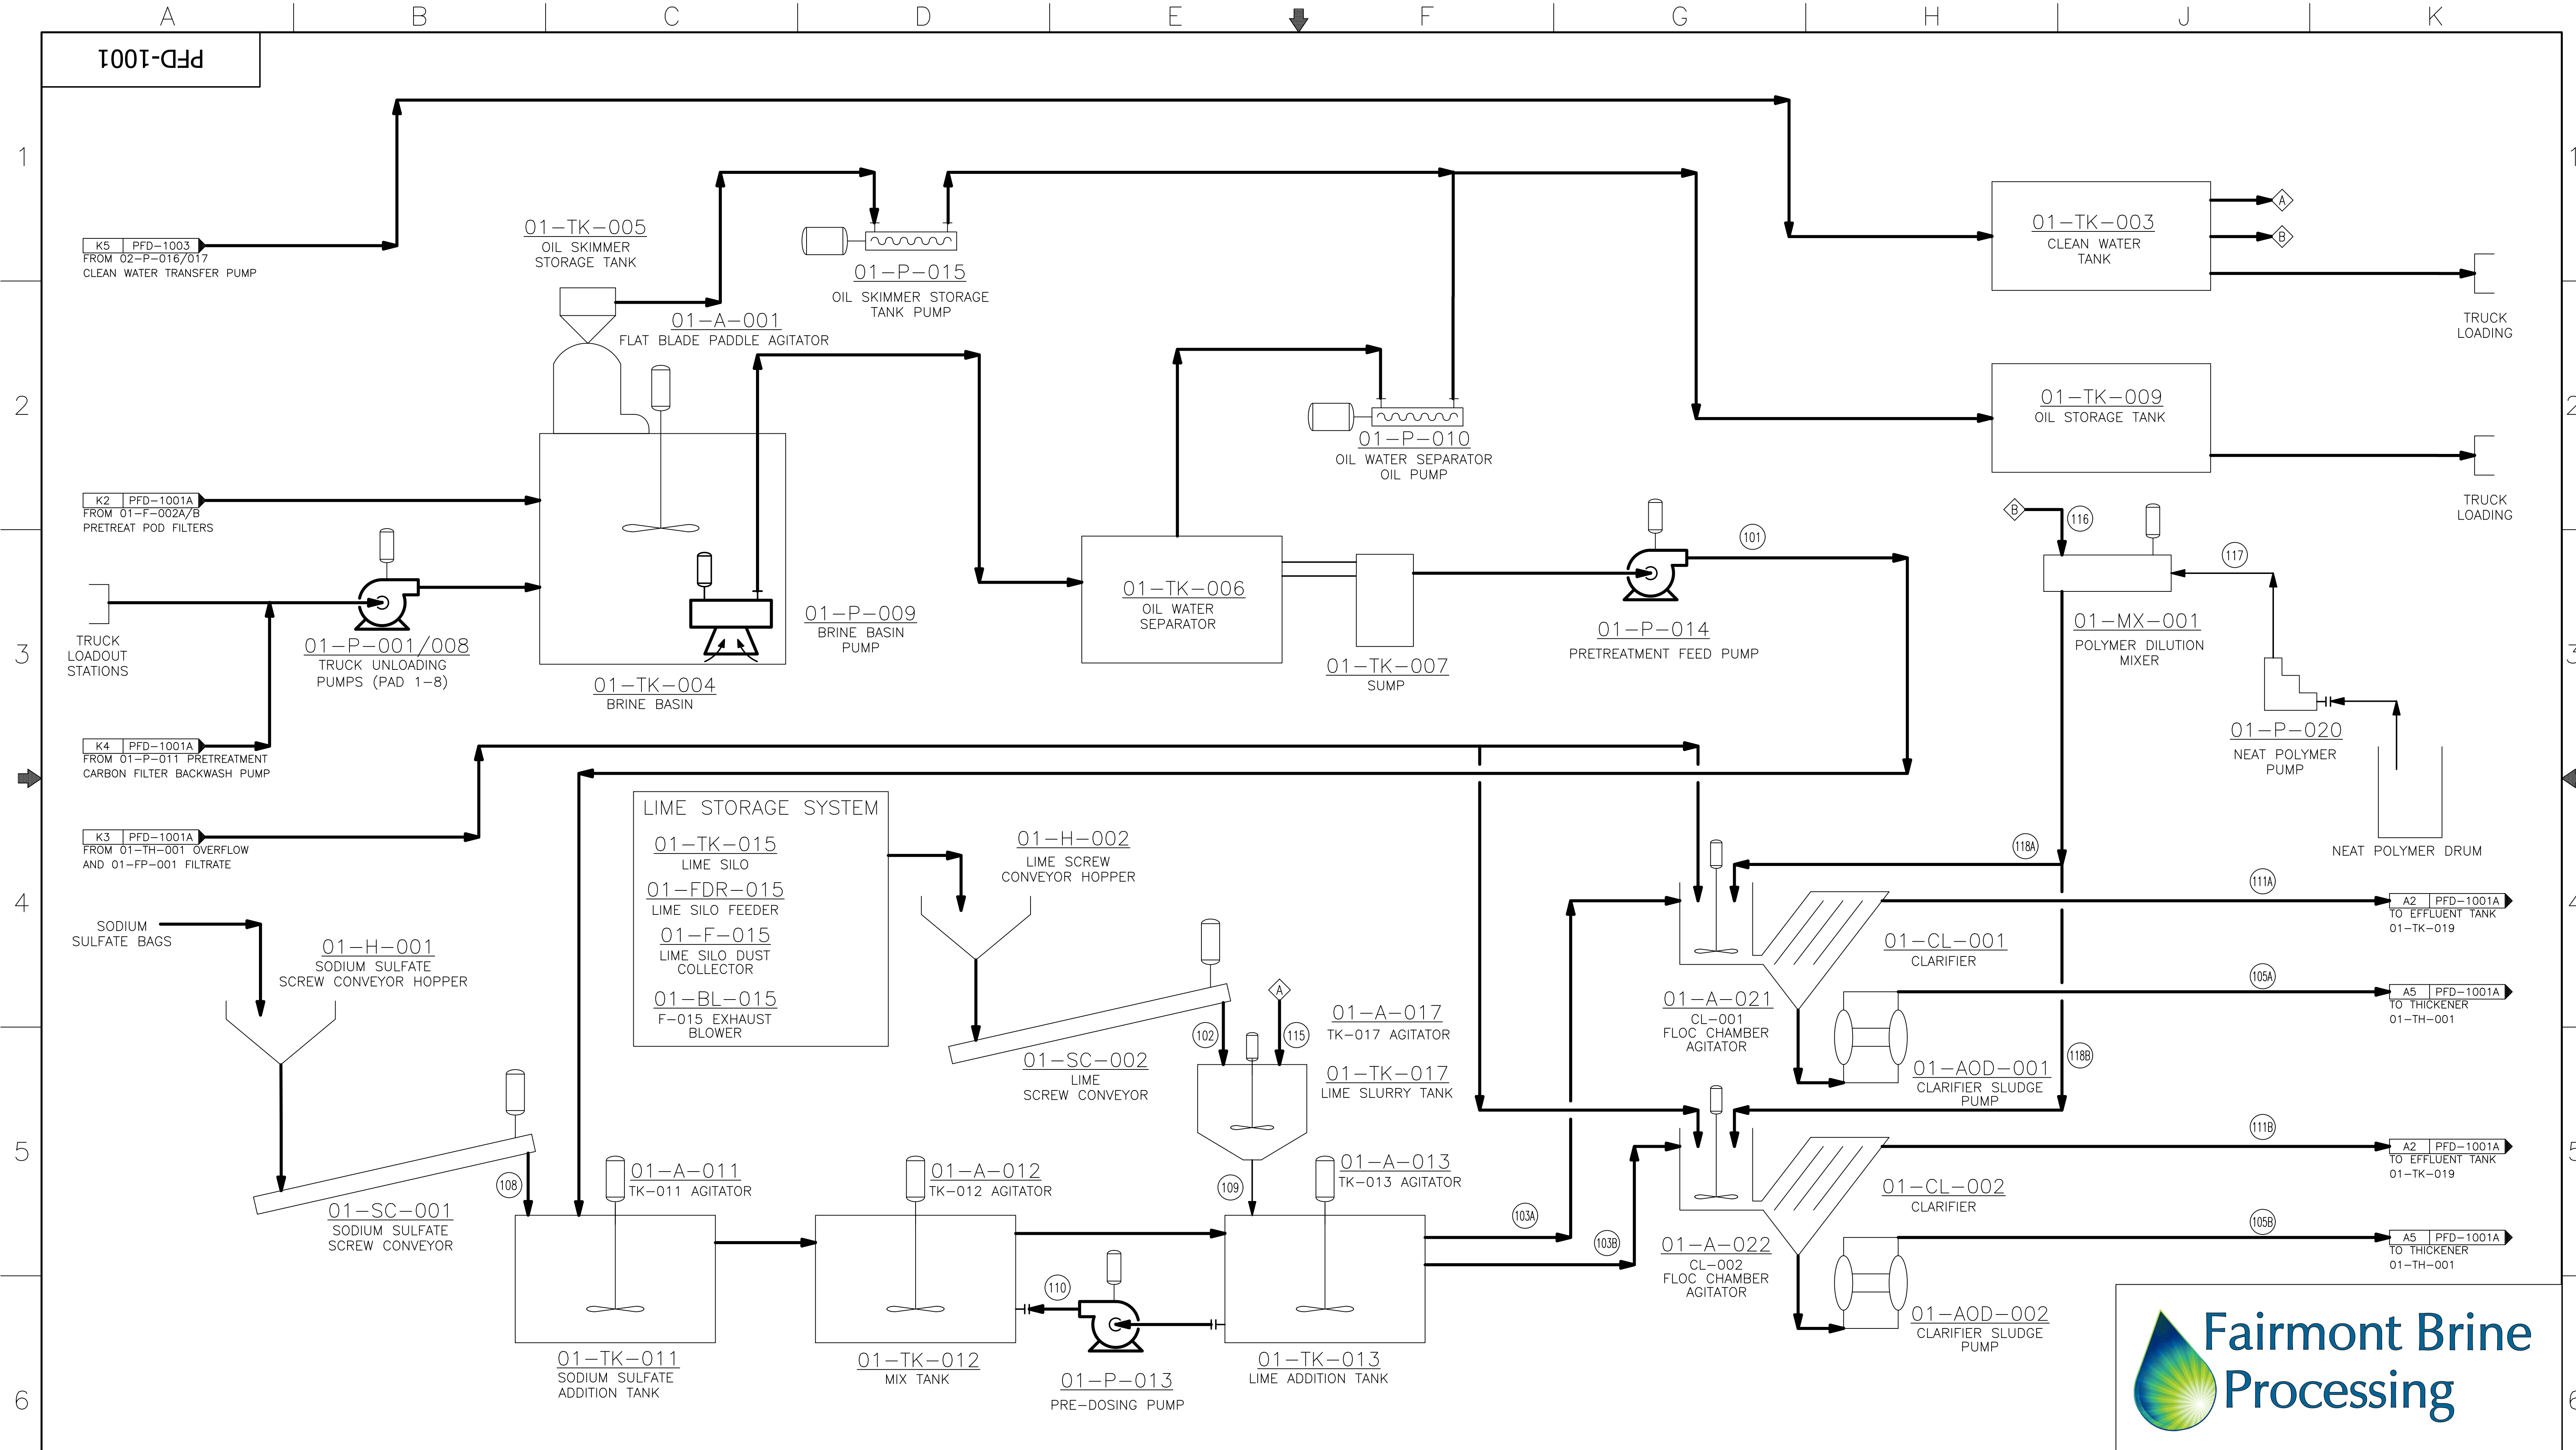 A B C D E F G H J K
PFD-1001
1
1
01-TK-005
OIL SKIMMER
STORAGE TANK
K5 PFD-1003
FROM 02-P-016/017
CLEAN WATER TRANSFER PUMP
01-P-015
OIL SKIMMER STORAGE
TANK PUMP
01-TK-003
CLEAN WATER
TANK
A
B
TRUCK
LOADING
01-A-001
FLAT BLADE PADDLE AGITATOR
2
2
01-P-010
OIL WATER SEPARATOR
OIL PUMP
01-TK-009
OIL STORAGE TANK
TRUCK
LOADING
K2 PFD-1001A
FROM 01-F-002A/B
PRETREAT POD FILTERS
B
116
101
117
TRUCK
LOADOUT
STATIONS
01-P-001/008
TRUCK UNLOADING
PUMPS (PAD 1-8)
01-TK-004
BRINE BASIN
01-P-009
BRINE BASIN
PUMP
01-TK-006
OIL WATER
SEPARATOR
01-TK-007
SUMP
01-P-014
PRETREATMENT FEED PUMP
01-MX-001
POLYMER DILUTION
MIXER
3
3
01-P-020
NEAT POLYMER
PUMP
K4 PFD-1001A
FROM 01-P-011 PRETREATMENT
CARBON FILTER BACKWASH PUMP
K3 PFD-1001A
FROM 01-TH-001 OVERFLOW
AND 01-FP-001 FILTRATE
LIME STORAGE SYSTEM
01-TK-015
LIME SILO
01-FDR-015
LIME SILO FEEDER
01-F-015
LIME SILO DUST
COLLECTOR
01-BL-015
F-015 EXHAUST
BLOWER
01-H-002
LIME SCREW
CONVEYOR HOPPER
118A
NEAT POLYMER DRUM
4
4
111A
A2 PFD-1001A
TO EFFLUENT TANK
01-TK-019
SODIUM
SULFATE BAGS
01-H-001
SODIUM SULFATE
SCREW CONVEYOR HOPPER
01-CL-001
CLARIFIER
105A
A5 PFD-1001A
TO THICKENER
01-TH-001
A
102
115
01-A-017
TK-017 AGITATOR
01-A-021
CL-001
FLOC CHAMBER
AGITATOR
01-SC-002
LIME
SCREW CONVEYOR
01-TK-017
LIME SLURRY TANK
01-AOD-001
CLARIFIER SLUDGE
PUMP
118B
5
5
111B
A2 PFD-1001A
TO EFFLUENT TANK
01-TK-019
108
01-A-011
TK-011 AGITATOR
01-A-012
TK-012 AGITATOR
109
01-A-013
TK-013 AGITATOR
01-CL-002
CLARIFIER
01-SC-001
SODIUM SULFATE
SCREW CONVEYOR
103A
103B
105B
A5 PFD-1001A
TO THICKENER
01-TH-001
01-A-022
CL-002
FLOC CHAMBER
AGITATOR
110
01-AOD-002
CLARIFIER SLUDGE
PUMP
01-TK-011
SODIUM SULFATE
ADDITION TANK
01-TK-012
MIX TANK
01-P-013
PRE-DOSING PUMP
01-TK-013
LIME ADDITION TANK
6
6
Fairmont Brine
Processing